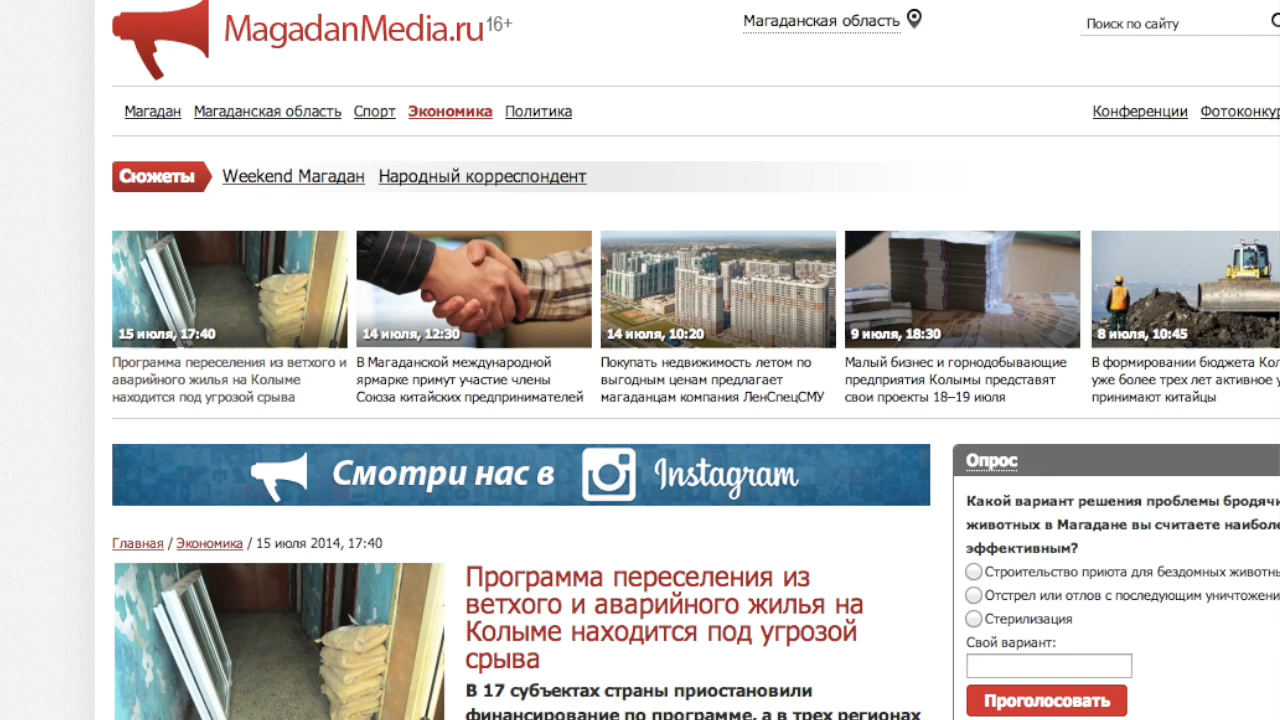 MagadanMedia.ru 16+
Магаданская область
Поиск по сайту
Магадан Магаданская область Спорт Экономика Политика
Конференции
Сюжеты Weekend Магадан Народный корреспондент
15 июля, 17:40
Программа переселения из ветхого и
аварийного жилья на Колыме
находится под угрозой срыва
14 июля, 12:30
В Магаданской международной
ярмарке примут участие члены
Союза китайских предпринимателей
14 июля, 10:20
Покупать недвижимость летом по
выгодным ценам предлагает
магаданцам компания ЛенСпецСМУ
9 июля, 18:30
Малый бизнес и горнодобывающие
предприятия Колымы представят
свои проекты 18–19 июля
8 июля, 10:45
В формировании бюджета
уже более трех лет активное
принимают китайцы
Смотри нас в Instagram
Главная / Экономика / 15 июля 2014, 17:40
Программа переселения из
ветхого и аварийного жилья на
Колыме находится под угрозой
срыва
В 17 субъектах страны приостановили
финансирование по программе, а в трех регионах
Опрос
Какой вариант решения проблемы
животных в Магадане вы считаете
эффективным?
Строительство приюта для бездомных
Отстрел или отлов с последующим
Стерилизация
Свой вариант:
Проголосовать